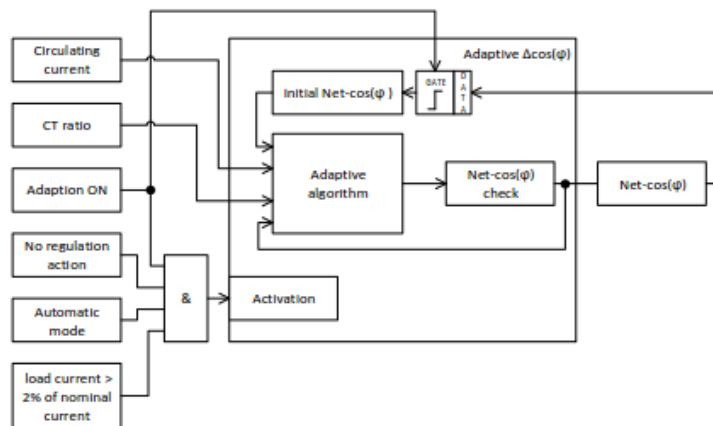 Circulating
current
CT ratio
Adaption ON
No regulation
action
Automatic
mode
load current >
2% of nominal
current
&
Adaptive Δcos(φ)
Initial Net-cos(φ )
GATE
DATA
Adaptive
algorithm
Net-cos(φ)
check
Net-cos(φ)
Activation